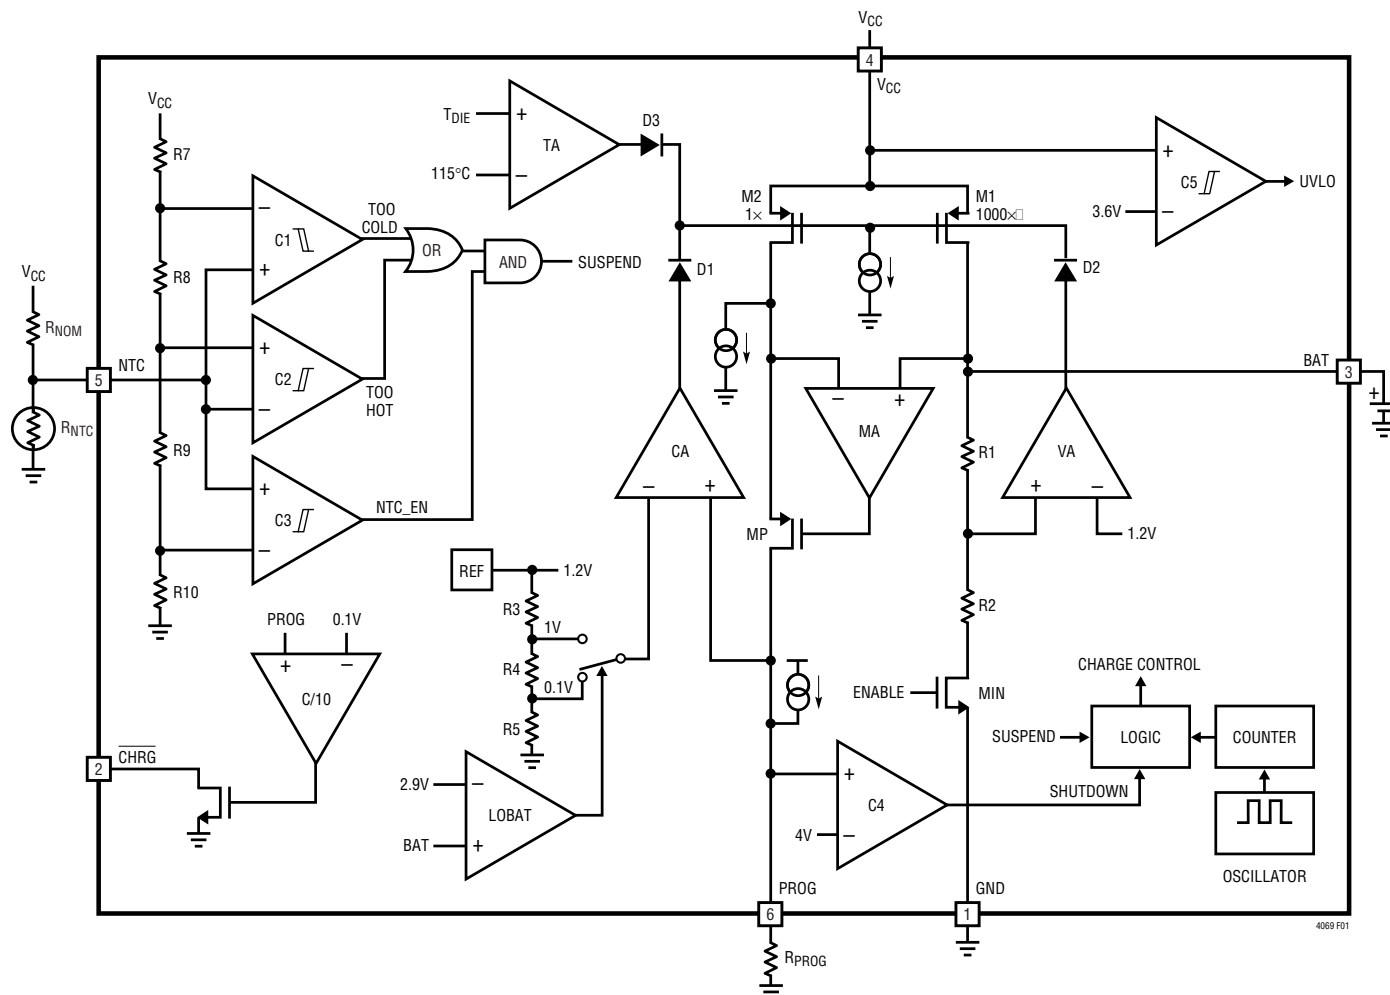 VCC
4
VCC
VCC
R7
TDIE
+
TA
D3
115°C
−
M2
1×
M1
1000×□
+
C5
UVLO
3.6V
−
−
C1
TOO
COLD
OR
AND
SUSPEND
+
R8
D1
D2
VCC
RNOM
NTC
5
+
C2
−
TOO
HOT
BAT
3
+
RNTC
R9
−
+
MA
CA
−
+
R1
VA
+
−
1.2V
+
C3
−
NTC_EN
MP
REF
1.2V
R10
R3
1V
R4
0.1V
R5
R2
PROG
0.1V
+
−
C/10
ENABLE
MIN
CHARGE CONTROL
SUSPEND
LOGIC
COUNTER
2
CHRG
2.9V
−
LOBAT
BAT
+
+
C4
4V
−
SHUTDOWN
OSCILLATOR
PROG
6
GND
1
RPROG
4069 F01